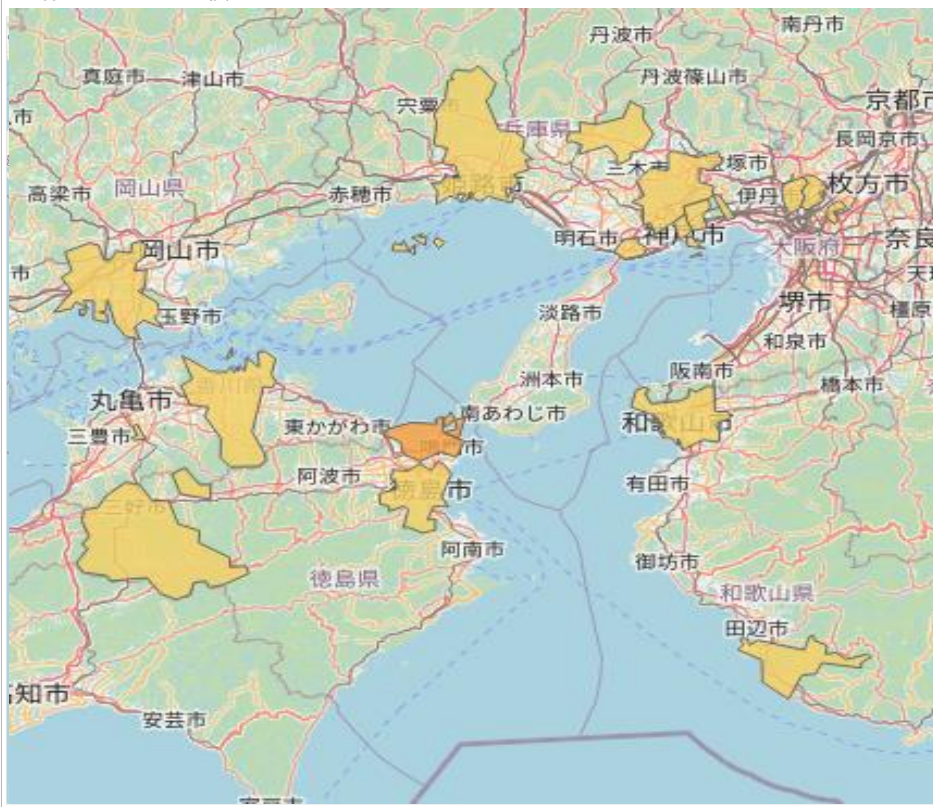 南丹市
丹波市
真庭市
津山市
丹波篠山市
京都市
宍粟
兵庫県
長岡京市
三木市
宝塚市
高梁市
岡山県
赤穂市
姫路市
伊丹
枚方市
岡山市
明石市
神戸市
大阪府
奈良
市
玉野市
淡路市
堺市
橿原
和泉市
香川県
阪南市
丸亀市
洲本市
橋本市
南あわじ市
三豊市
東かがわ市
鳴門市
和歌山市
阿波市
徳島市
有田市
三好市
阿南市
御坊市
徳島県
和歌山県
田辺市
知市
安芸市